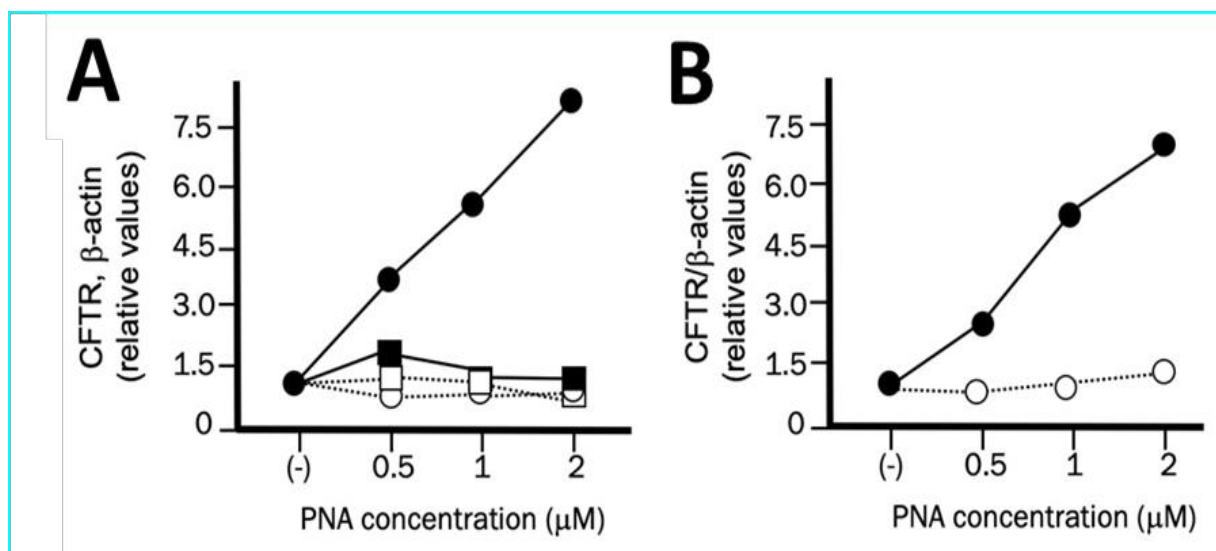 A
CFTR, β-actin
(relative values)
7.5
6.0
4.5
3.0
1.5
0
(-) 0.5 1 2
PNA concentration (μM)
B
CFTR/β-actin
(relative values)
7.5
6.0
4.5
3.0
1.5
0
(-) 0.5 1 2
PNA concentration (μM)